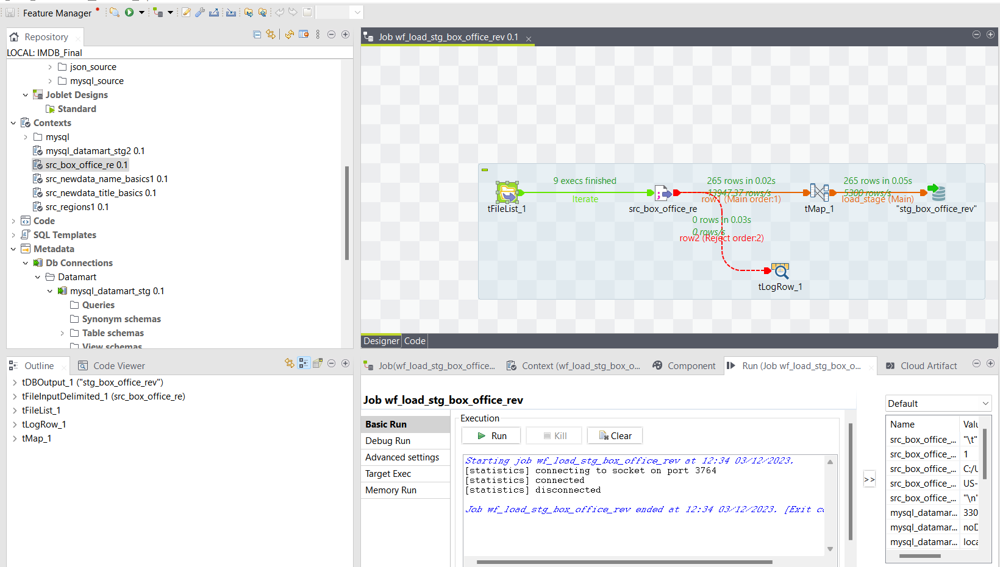 Feature Manager
Repository
LOCAL: IMDB_Final
json_source
mysql_source
Joblet Designs
Standard
Contexts
mysql
mysql_datamart_stg2 0.1
src_box_office_re 0.1
src_newdata_name_basics1 0.1
src_newdata_title_basics 0.1
src_regions1 0.1
Code
SQL Templates
Metadata
Db Connections
Datamart
mysql_datamart_stg 0.1
Queries
Synonym schemas
Table schemas
View schemas
Job wf_load_stg_box_office_rev 0.1
9 execs finished
Iterate
tFileList_1
src_box_office_re
265 rows in 0.02s
13947.37 rows/s
row1 (Main order:1)
tMap_1
265 rows in 0.05s
5300 rows/s
load_stage (Main)
"stg_box_office_rev"
0 rows in 0.03s
0 rows/s
row2 (Reject order:2)
tLogRow_1
Designer
Code
Outline
Code Viewer
tDBOutput_1 ("stg_box_office_rev")
tFileInputDelimited_1 (src_box_office_re)
tFileList_1
tLogRow_1
tMap_1
Job(wf_load_stg_box_office...
Context (wf_load_stg_box_o...
Component
Run (Job wf_load_stg_box_o...
Cloud Artifact
Job wf_load_stg_box_office_rev
Basic Run
Debug Run
Advanced settings
Target Exec
Memory Run
Execution
Run
Kill
Clear
Starting job wf_load_stg_box_office_rev at 12:34 03/12/2023.
[statistics] connecting to socket on port 3764
[statistics] connected
[statistics] disconnected
Job wf_load_stg_box_office_rev ended at 12:34 03/12/2023. [Exit co
>>
Default
Name Valu
src_box_office_... "\t"
src_box_office_... 1
src_box_office_... C:/U
src_box_office_... US-
src_box_office_... "\n"
mysql_datamar... 330
mysql_datamar... noD
mysql_datamar... loca